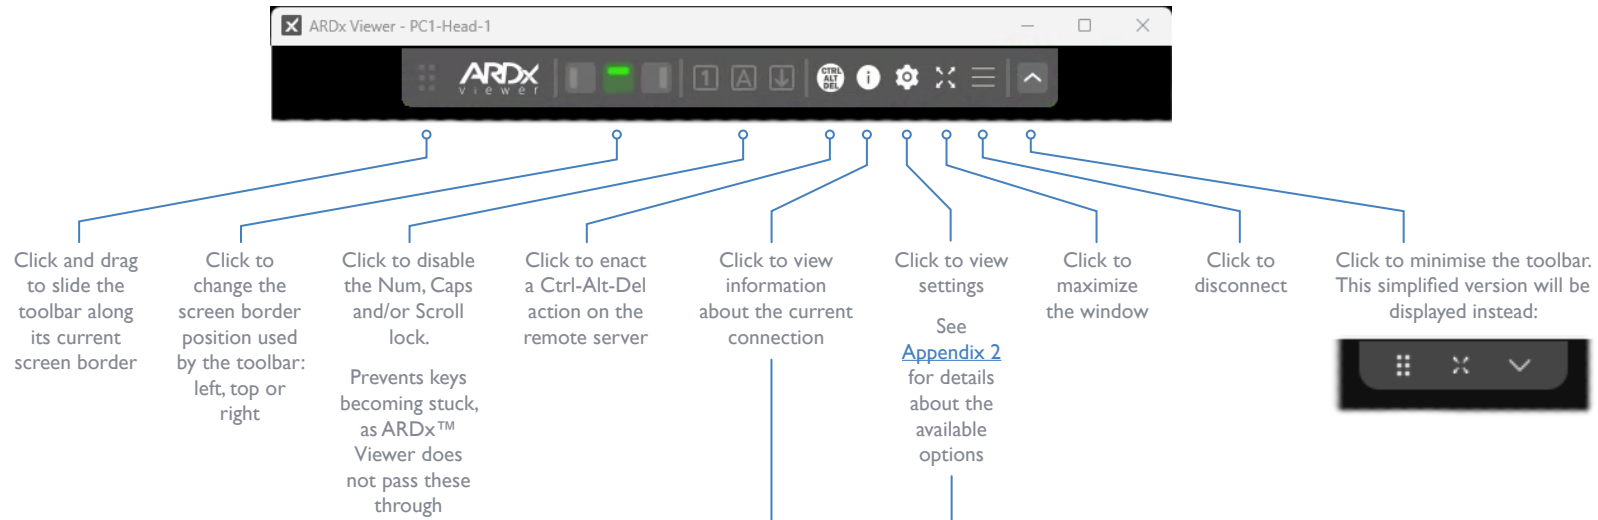 ARDx Viewer - PC1-Head-1
ARDx
viewer
1
A
CTRL
ALT
DEL
i
Click and drag
to slide the
toolbar along
its current
screen border
Click to
change the
screen border
position used
by the toolbar:
left, top or
right
Click to disable
the Num, Caps
and/or Scroll
lock.
Prevents keys
becoming stuck,
as ARDx™
Viewer does
not pass these
through
Click to enact
a Ctrl-Alt-Del
action on the
remote server
Click to view
information
about the current
connection
Click to view
settings
See
Appendix 2
for details
about the
available
options
Click to
maximize
the window
Click to
disconnect
Click to minimise the toolbar.
This simplified version will be
displayed instead: